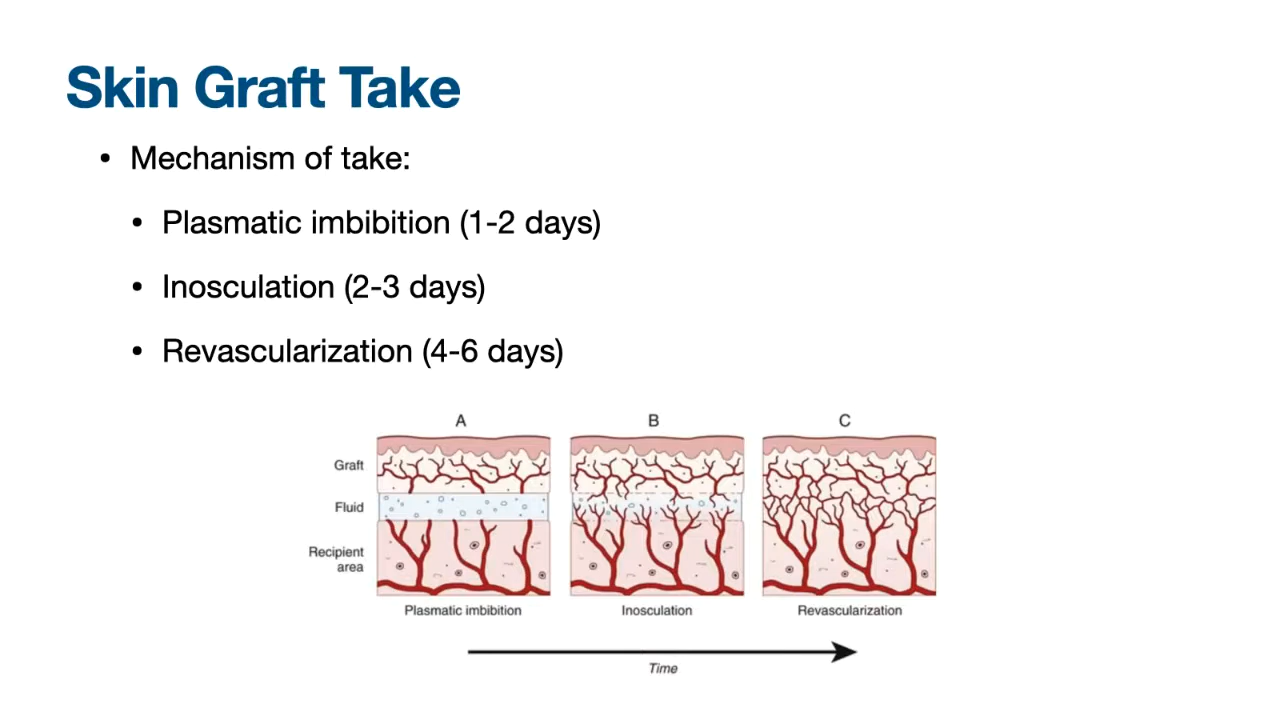 Skin Graft Take
• Mechanism of take:
• Plasmatic imbibition (1-2 days)
• Inosculation (2-3 days)
• Revascularization (4-6 days)
A B C
Graft
Fluid
Recipient
area
Plasmatic imbibition Inosculation Revascularization
Time